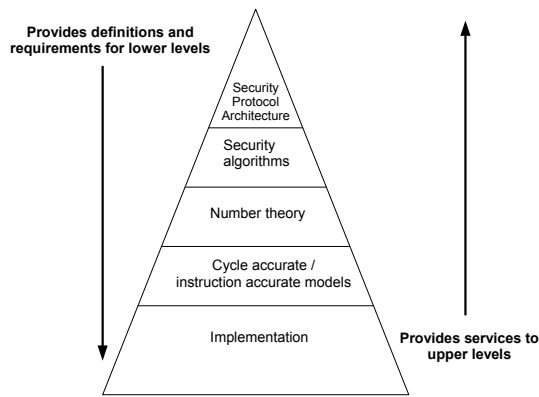 Provides definitions and
requirements for lower levels
Security
Protocol
Architecture
Security
algorithms
Number theory
Cycle accurate /
instruction accurate models
Implementation
Provides services to
upper levels